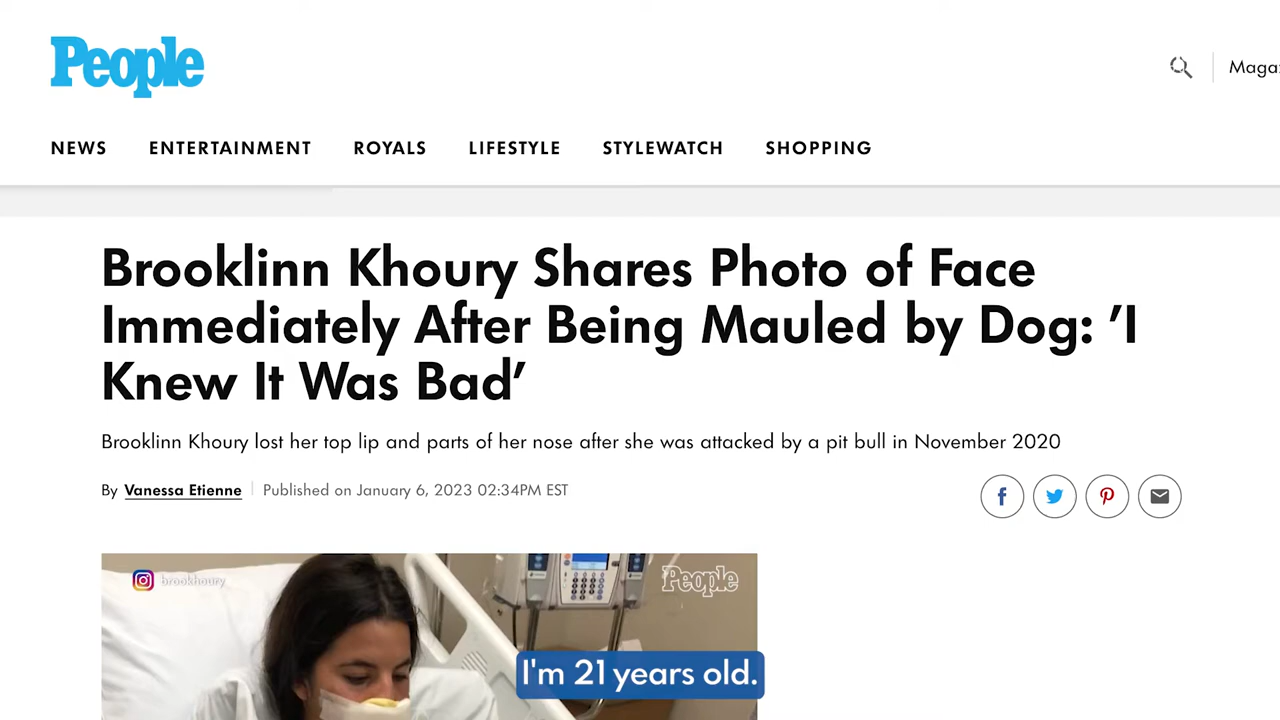 People
Maga
NEWS ENTERTAINMENT ROYALS LIFESTYLE STYLEWATCH SHOPPING
Brooklinn Khoury Shares Photo of Face
Immediately After Being Mauled by Dog: ’I
Knew It Was Bad’
Brooklinn Khoury lost her top lip and parts of her nose after she was attacked by a pit bull in November 2020
By Vanessa Etienne Published on January 6, 2023 02:34PM EST
brookhoury
People
I'm 21 years old.